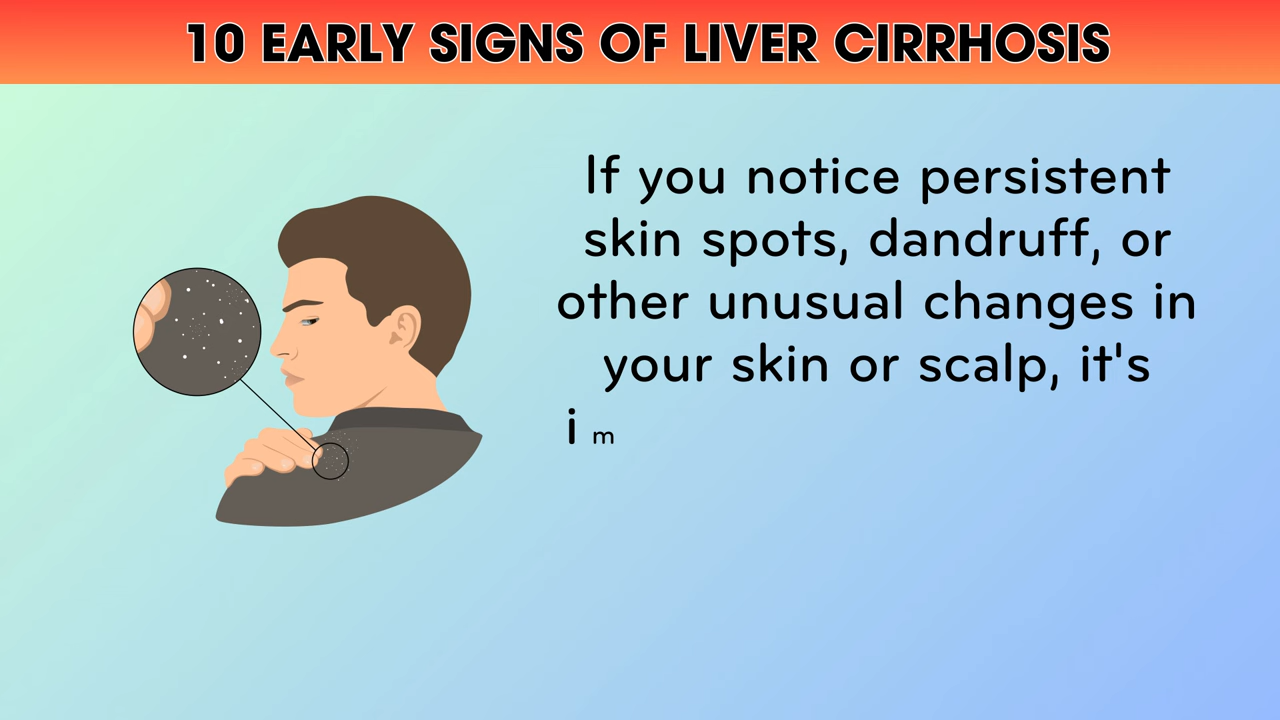 10 EARLY SIGNS OF LIVER CIRRHOSIS
If you notice persistent
skin spots, dandruff, or
other unusual changes in
your skin or scalp, it's
im